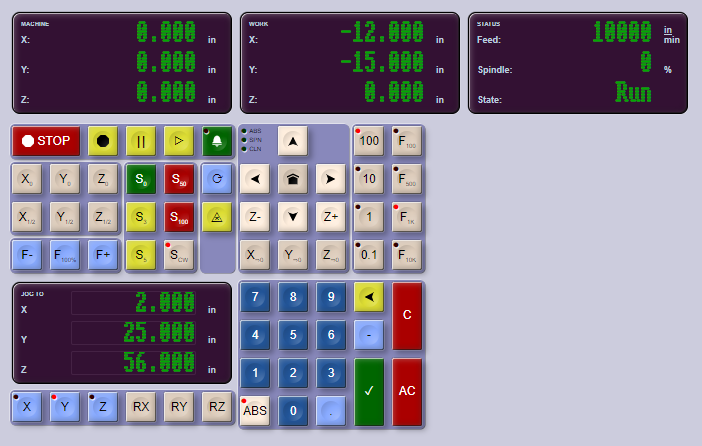 MACHINE
X: 0.000 in
Y: 0.000 in
Z: 0.000 in
WORK
X: -12.000 in
Y: -15.000 in
Z: 0.000 in
STATUS
Feed: 10000 in min
Spindle: 0 %
State: Run
STOP
ABS
SPN
CLN
100 F100
X0 Y0 Z0 S0 S50
10 F500
X1/2 Y1/2 Z1/2 S5 S100
Z- Z+
1 F1K
F- F100% F+ S5 SCW
X→0 Y→0 Z→0
0.1 F10K
JOG TO
X 2.000 in
Y 25.000 in
Z 56.000 in
7 8 9
C
4 5 6 -
1 2 3
✓ AC
X Y Z RX RY RZ
ABS 0 .